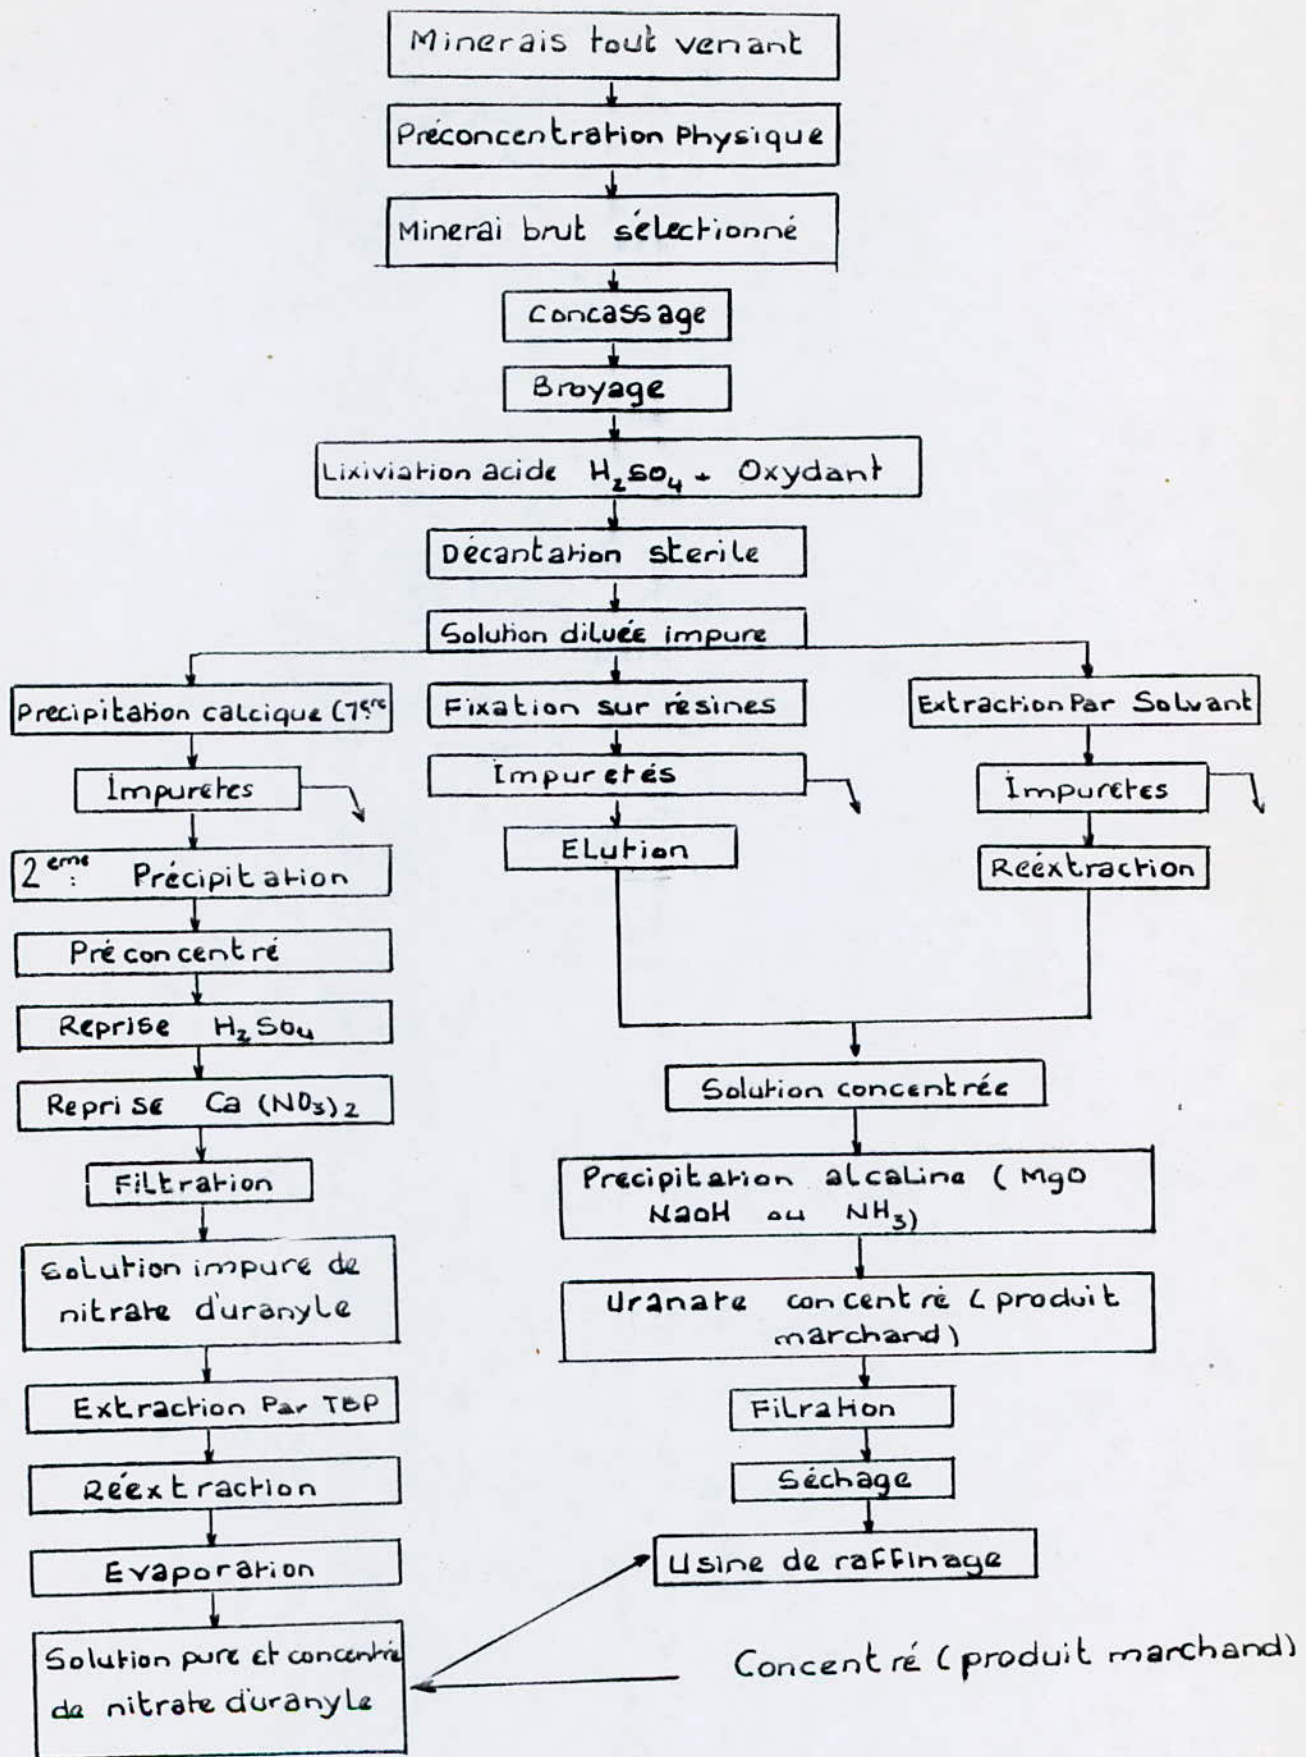 Minerais tout venant
Préconcentration Physique
Minerai brut sélectionné
Concassage
Broyage
Lixiviation acide H₂SO₄ + Oxydant
Décantation sterile
Solution diluée impure
Precipitation calcique (1ère
Impuretes
2 eme : Précipitation
Préconcentré
Reprise H₂SO₄
Reprise Ca (NO₃)₂
Filtration
Solution impure de
nitrate d'uranyle
Extraction Par TBP
Réextraction
Evaporation
Solution pure et concentré
de nitrate d'uranyle
Fixation sur résines
Impuretés
Elution
Extraction Par Solvant
Impuretes
Reéxtraction
Solution concentrée
Precipitation alcaline (MgO
NaOH ou NH₃)
Uranate concentré (produit
marchand)
Filration
Séchage
Usine de raffinage
Concentré (produit marchand)